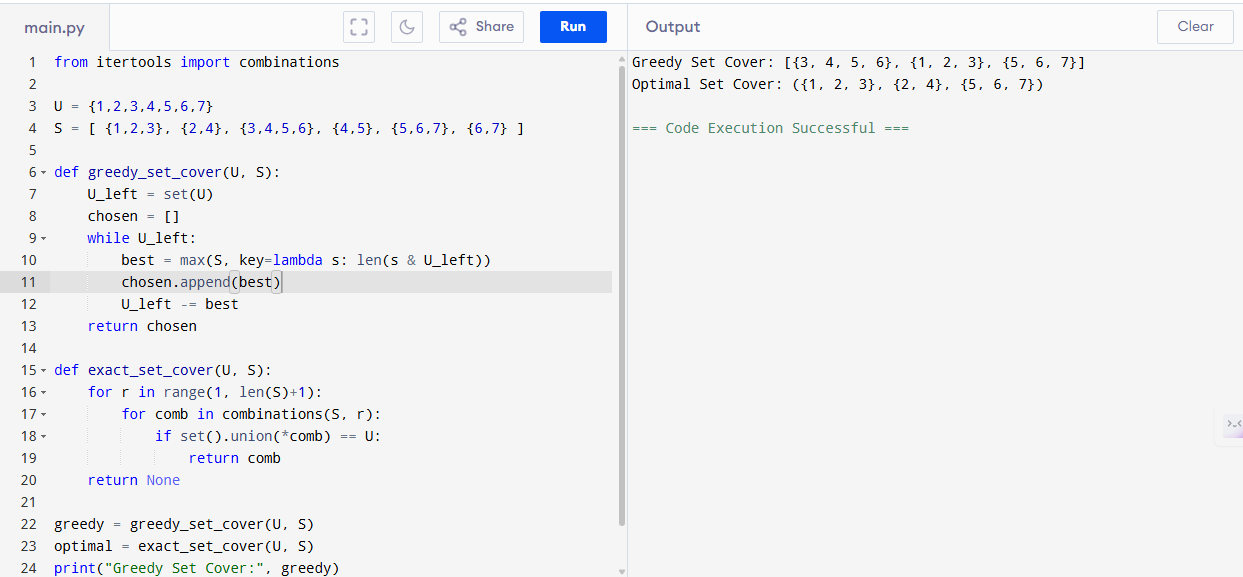 main.py
Share
Run
Output
Clear
1 from itertools import combinations
2
3 U = {1,2,3,4,5,6,7}
4 S = [ {1,2,3}, {2,4}, {3,4,5,6}, {4,5}, {5,6,7}, {6,7} ]
5
6 def greedy_set_cover(U, S):
7     U_left = set(U)
8     chosen = []
9     while U_left:
10         best = max(S, key=lambda s: len(s & U_left))
11         chosen.append(best)
12         U_left -= best
13     return chosen
14
15 def exact_set_cover(U, S):
16     for r in range(1, len(S)+1):
17         for comb in combinations(S, r):
18             if set().union(*comb) == U:
19                 return comb
20     return None
21
22 greedy = greedy_set_cover(U, S)
23 optimal = exact_set_cover(U, S)
24 print("Greedy Set Cover:", greedy)
Greedy Set Cover: [{3, 4, 5, 6}, {1, 2, 3}, {5, 6, 7}]
Optimal Set Cover: ({1, 2, 3}, {2, 4}, {5, 6, 7})
=== Code Execution Successful ===